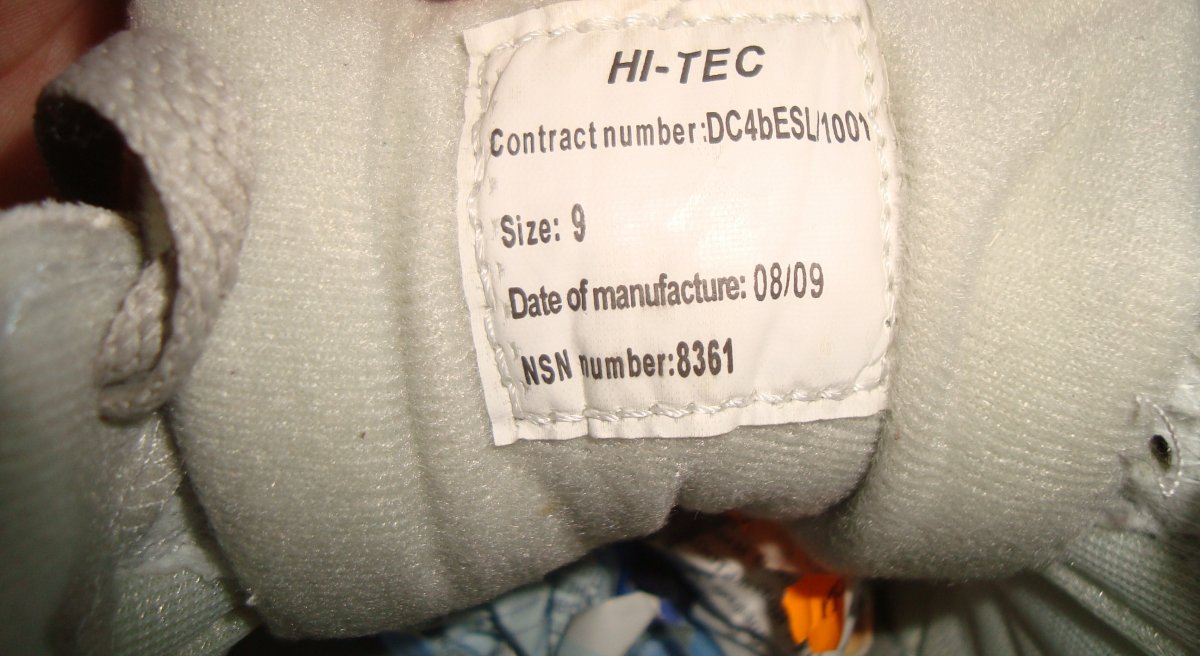 HI-TEC
Contract number:DC4bESL/1001
Size: 9
Date of manufacture: 08/09
NSN number:8361